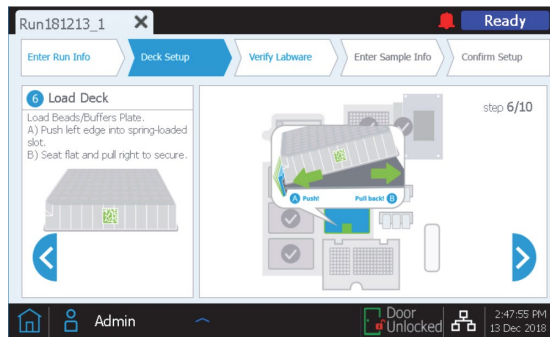 Run181213_1
Ready
Enter Run Info
Deck Setup
Verify Labware
Enter Sample Info
Confirm Setup
6 Load Deck
Load Beads/Buffers Plate.
A) Push left edge into spring-loaded
slot.
B) Seat flat and pull right to secure.
step 6/10
A Push!
Pull back! B
Admin
Door
Unlocked
2:47:55 PM
13 Dec 2018